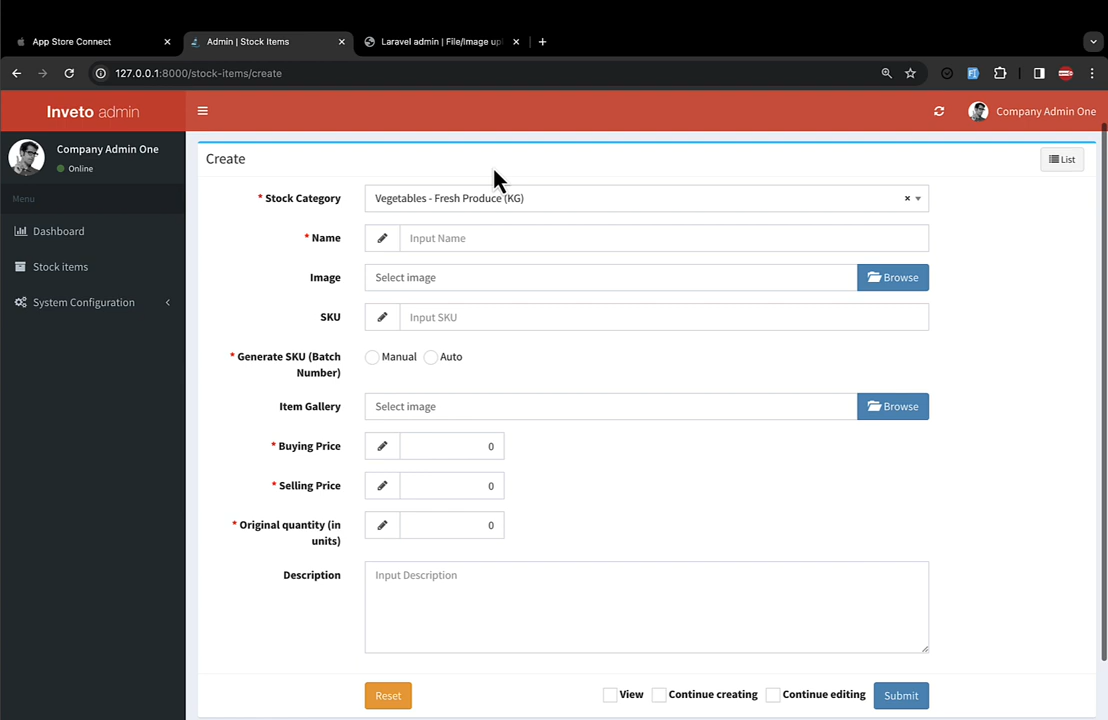 App Store Connect
Admin | Stock Items
Laravel admin | File/Image up
127.0.0.1:8000/stock-items/create
Inveto admin
Company Admin One
Company Admin One
Online
Menu
Dashboard
Stock items
System Configuration
Create
List
* Stock Category
Vegetables - Fresh Produce (KG)
* Name
Input Name
Image
Select image
Browse
SKU
Input SKU
* Generate SKU (Batch
Number)
Manual
Auto
Item Gallery
Select image
Browse
* Buying Price
0
* Selling Price
0
* Original quantity (in
units)
0
Description
Input Description
Reset
View
Continue creating
Continue editing
Submit